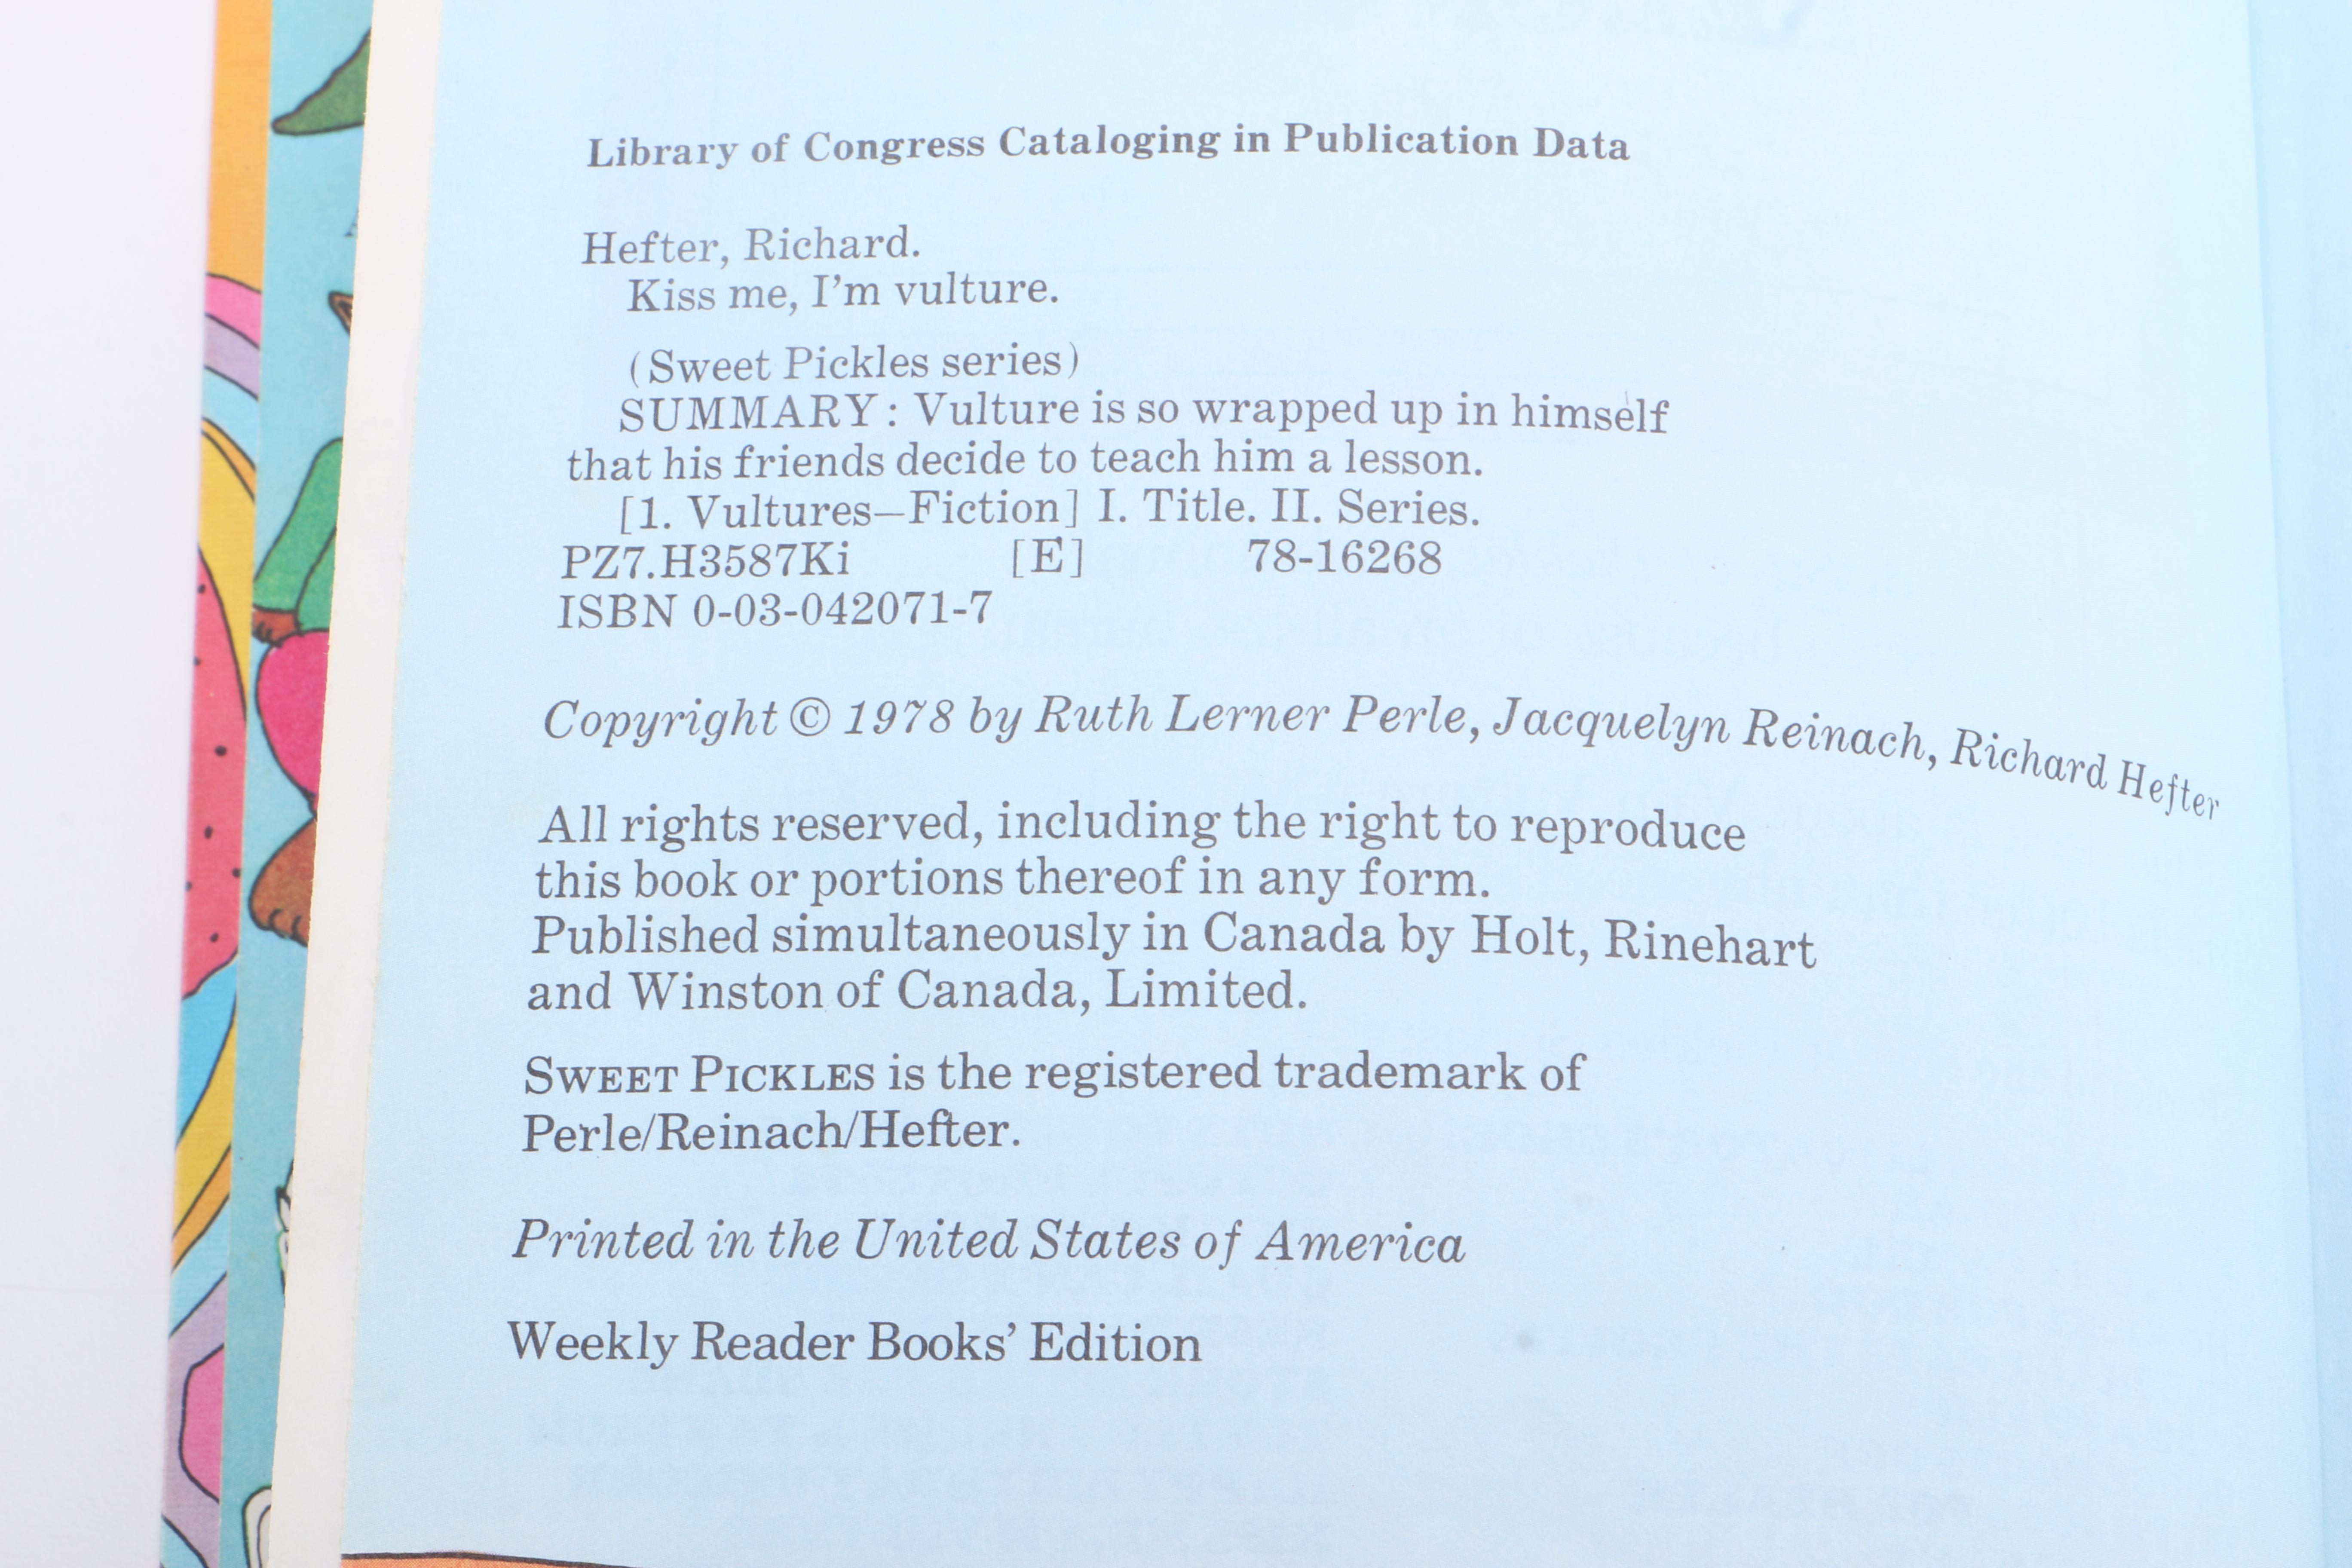 Library of Congress Cataloging in Publication Data
Hefter, Richard.
Kiss me, I'm vulture.
(Sweet Pickles series)
SUMMARY: Vulture is so wrapped up in himself
that his friends decide to teach him a lesson.
[1. Vultures—Fiction] I. Title. II. Series.
PZ7.H3587Ki [E] 78-16268
ISBN 0-03-042071-7
Copyright © 1978 by Ruth Lerner Perle, Jacquelyn Reinach, Richard Hefter
All rights reserved, including the right to reproduce
this book or portions thereof in any form.
Published simultaneously in Canada by Holt, Rinehart
and Winston of Canada, Limited.
SWEET PICKLES is the registered trademark of
Perle/Reinach/Hefter.
Printed in the United States of America
Weekly Reader Books' Edition